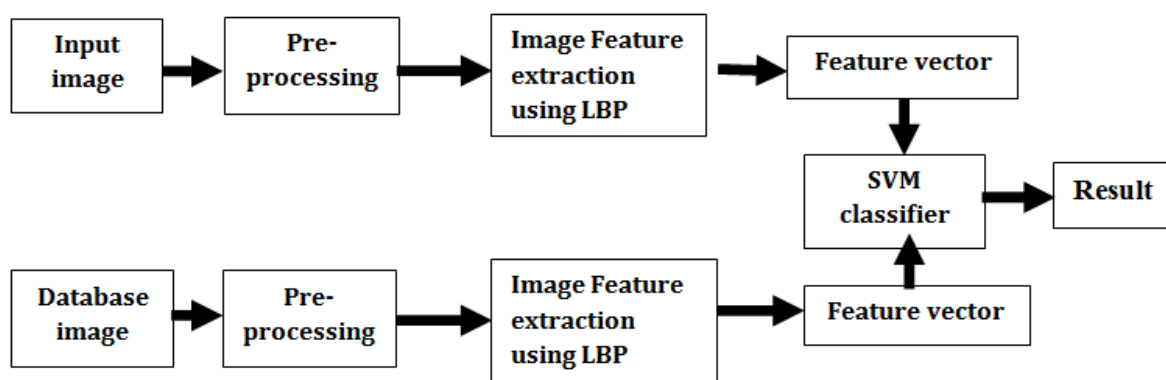 Input
image
Pre-
processing
Image Feature
extraction
using LBP
Feature vector
SVM
classifier
Result
Database
image
Pre-
processing
Image Feature
extraction
using LBP
Feature vector